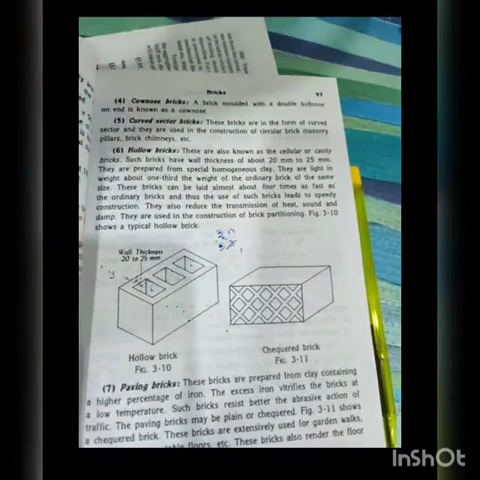 Bricks
97
(4) Cownose bricks: A brick moulded with a double bullnose
on end is known as a cownose.
(5) Curved sector bricks: These bricks are in the form of curved
sector and they are used in the construction of circular brick masonry
pillars, brick chimneys, etc.
(6) Hollow bricks: These are also known as the cellular or cavity
bricks. Such bricks have wall thickness of about 20 mm to 25 mm.
They are prepared from special homogeneous clay. They are light in
weight about one-third the weight of the ordinary brick of the same
size. These bricks can be laid almost about four times as fast as
the ordinary bricks and thus the use of such bricks leads to speedy
construction. They also reduce the transmission of heat, sound and
damp. They are used in the construction of brick partitioning. Fig. 3-10
shows a typical hollow brick.
Wall Thickness
20 to 25 mm
Hollow brick
FIG. 3-10
Chequered brick
FIG. 3-11
(7) Paving bricks: These bricks are prepared from clay containing
a higher percentage of iron. The excess iron vitrifies the bricks at
a low temperature. Such bricks resist better the abrasive action of
traffic. The paving bricks may be plain or chequered. Fig. 3-11 shows
a chequered brick. These bricks are extensively used for garden walks,
floors, etc. These bricks also render the floor
InShOt